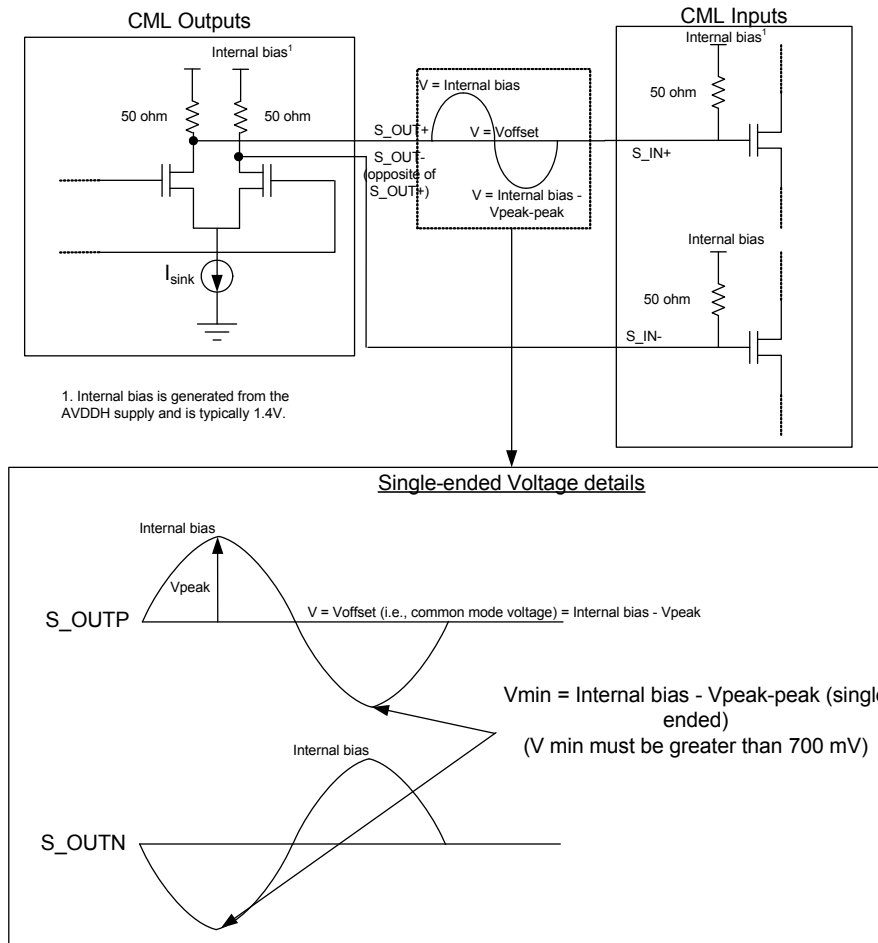 CML Outputs
CML Inputs
Internal bias1
Internal bias1
50 ohm
50 ohm
50 ohm
V = Internal bias
S_OUT+
V = Voffset
S_IN+
S_OUT-
(opposite of
S_OUT+)
V = Internal bias -
Vpeak-peak
Internal bias
Isink
50 ohm
S_IN-
1. Internal bias is generated from the
AVDDH supply and is typically 1.4V.
Single-ended Voltage details
Internal bias
Vpeak
V = Voffset (i.e., common mode voltage) = Internal bias - Vpeak
S_OUTP
Vmin = Internal bias - Vpeak-peak (single
ended)
(V min must be greater than 700 mV)
Internal bias
S_OUTN